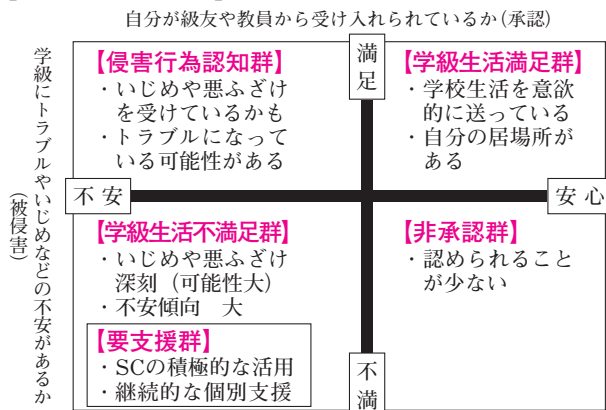 自分が級友や教員から受け入れられているか(承認)
学級にトラブルやいじめなどの不安があるか
(被侵害)
満足
【侵害行為認知群】
・いじめや悪ふざけ
を受けているかも
・トラブルになって
いる可能性がある
【学級生活満足群】
・学校生活を意欲
的に送っている
・自分の居場所が
ある
不安
安心
【学級生活不満足群】
・いじめや悪ふざけ
深刻（可能性大）
・不安傾向　大
【要支援群】
・SCの積極的な活用
・継続的な個別支援
【非承認群】
・認められること
が少ない
不満